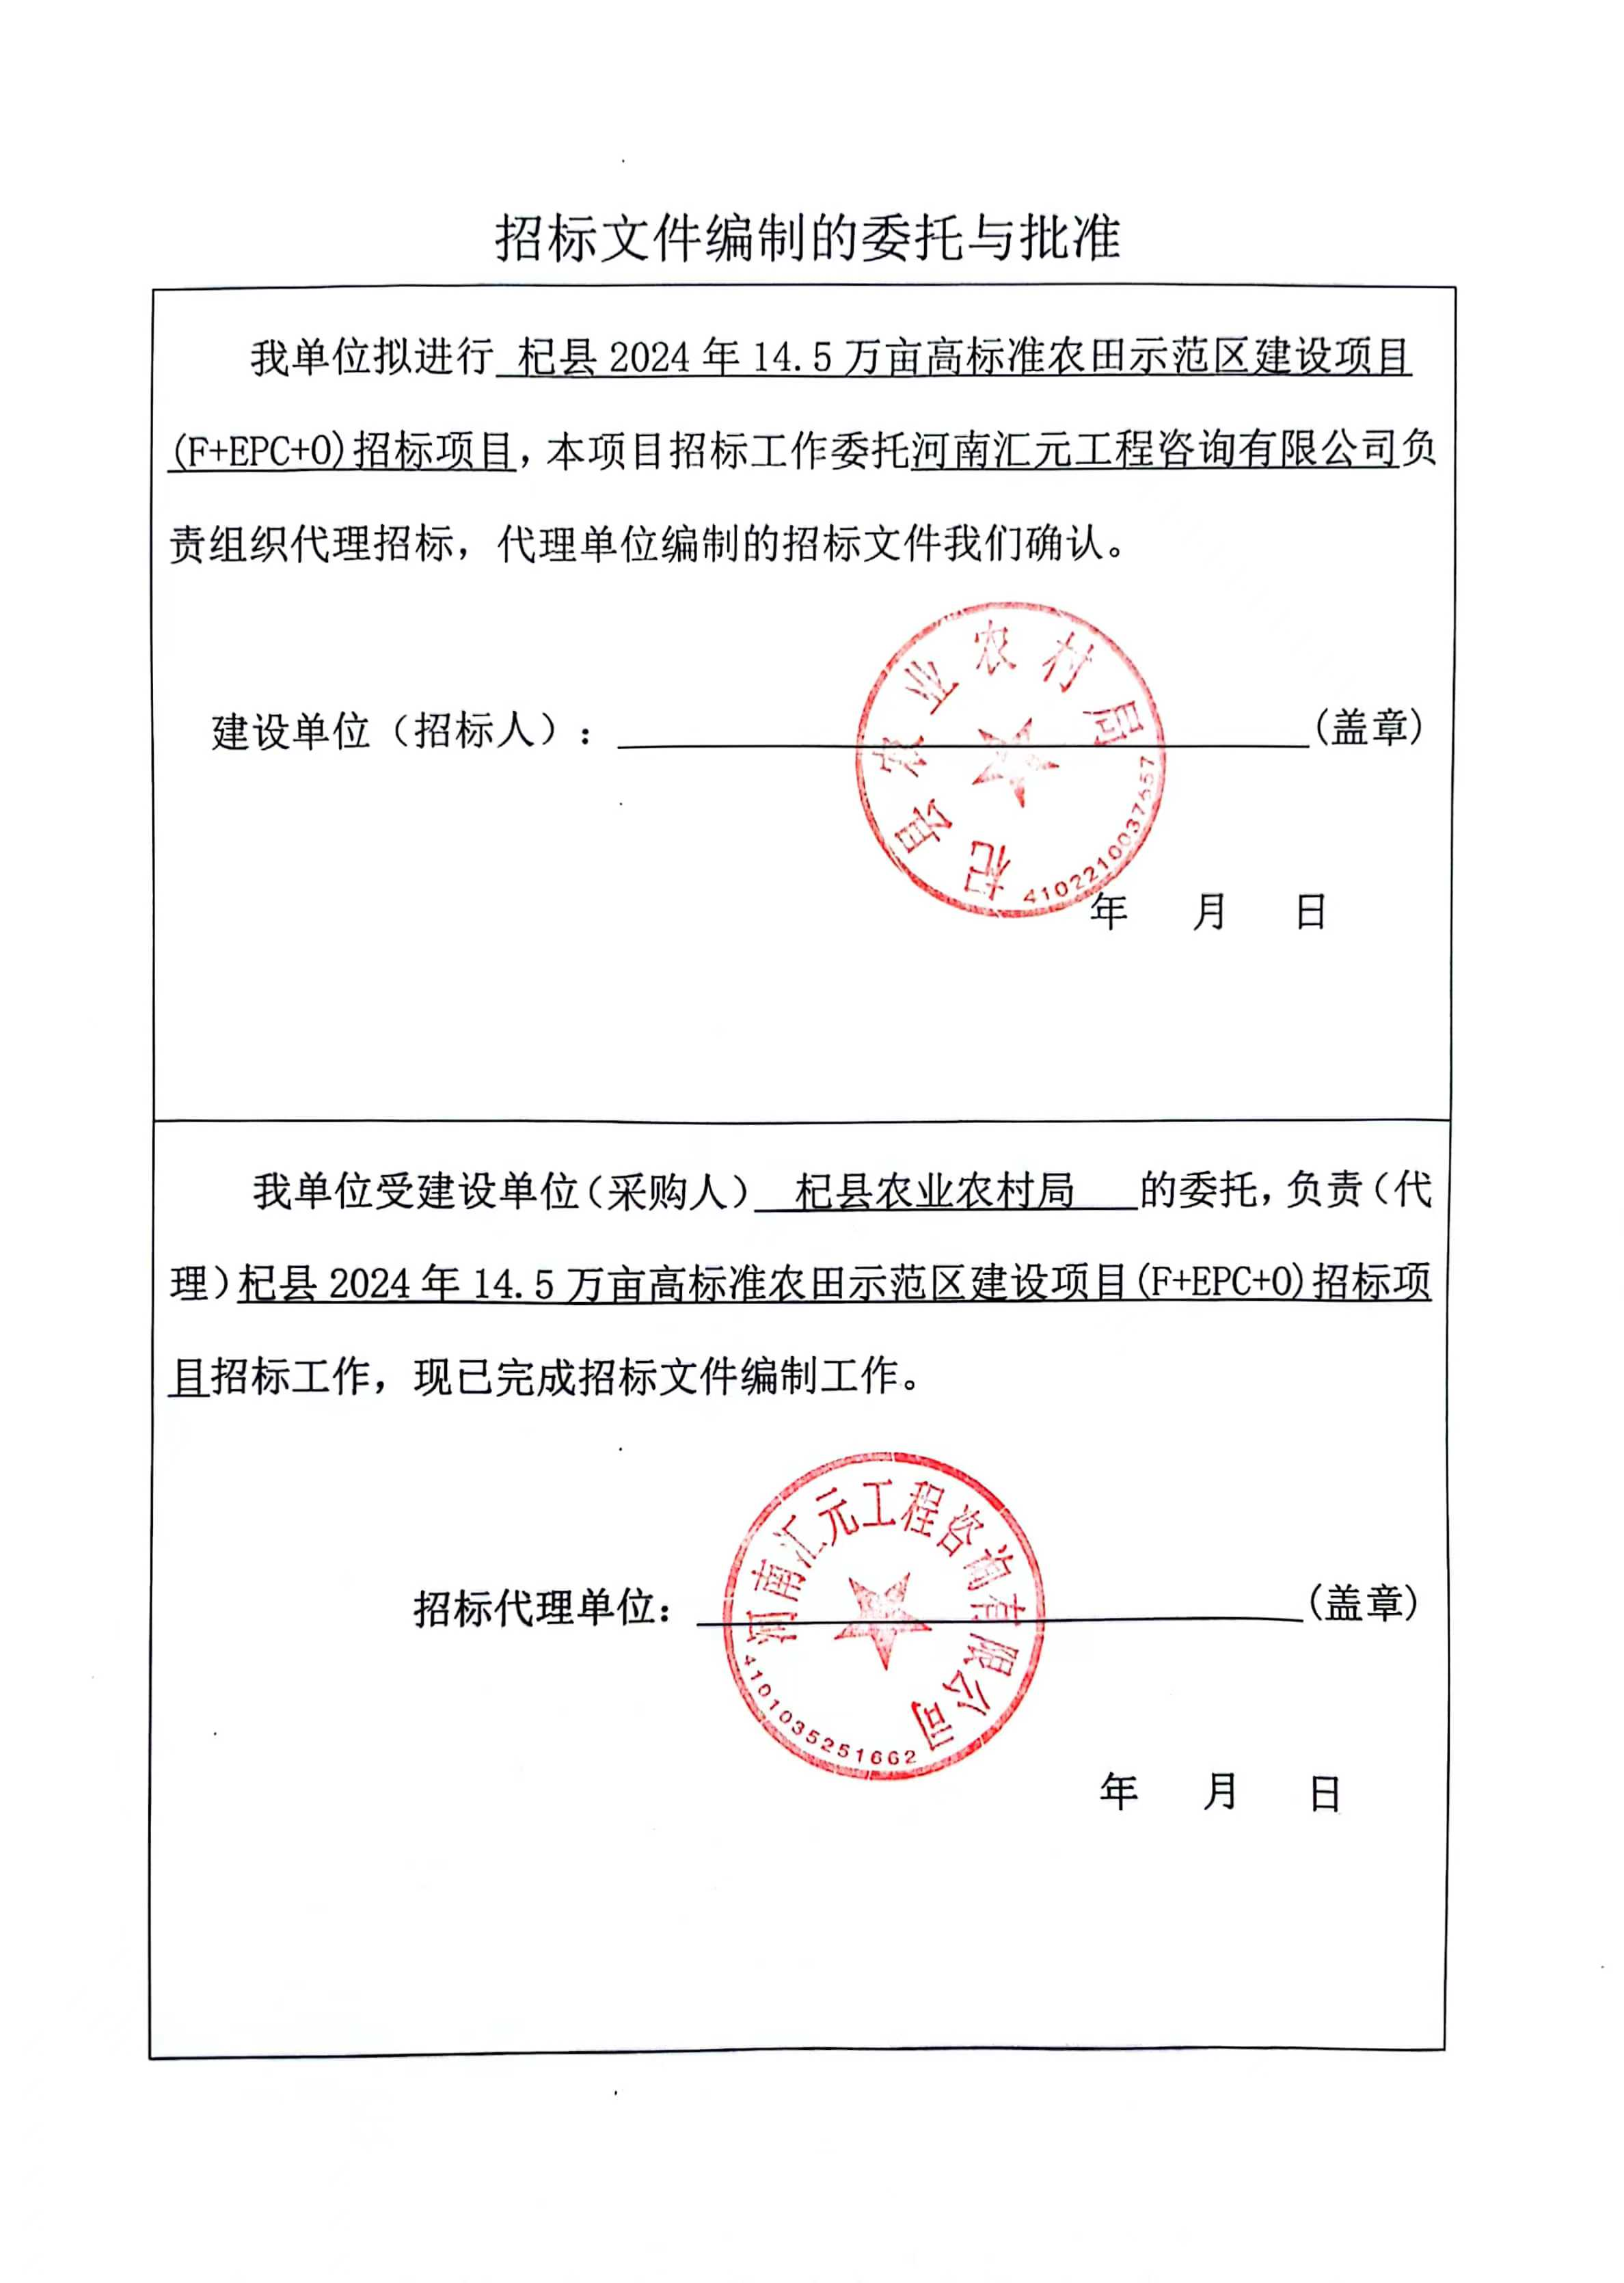 招标文件编制的委托与批准
我单位拟进行 杞县2024年14.5万亩高标准农田示范区建设项目
(F+EPC+O)招标项目，本项目招标工作委托河南汇元工程咨询有限公司负
责组织代理招标，代理单位编制的招标文件我们确认。
杞县农业农村局
建设单位（招标人）： (盖章)
年 月 日
我单位受建设单位(采购人) 杞县农业农村局 的委托，负责(代
理)杞县2024年14.5万亩高标准农田示范区建设项目(F+EPC+O)招标项
目招标工作，现已完成招标文件编制工作。
河南汇元工程咨询有限公司
招标代理单位： (盖章)
4101035251662
年 月 日